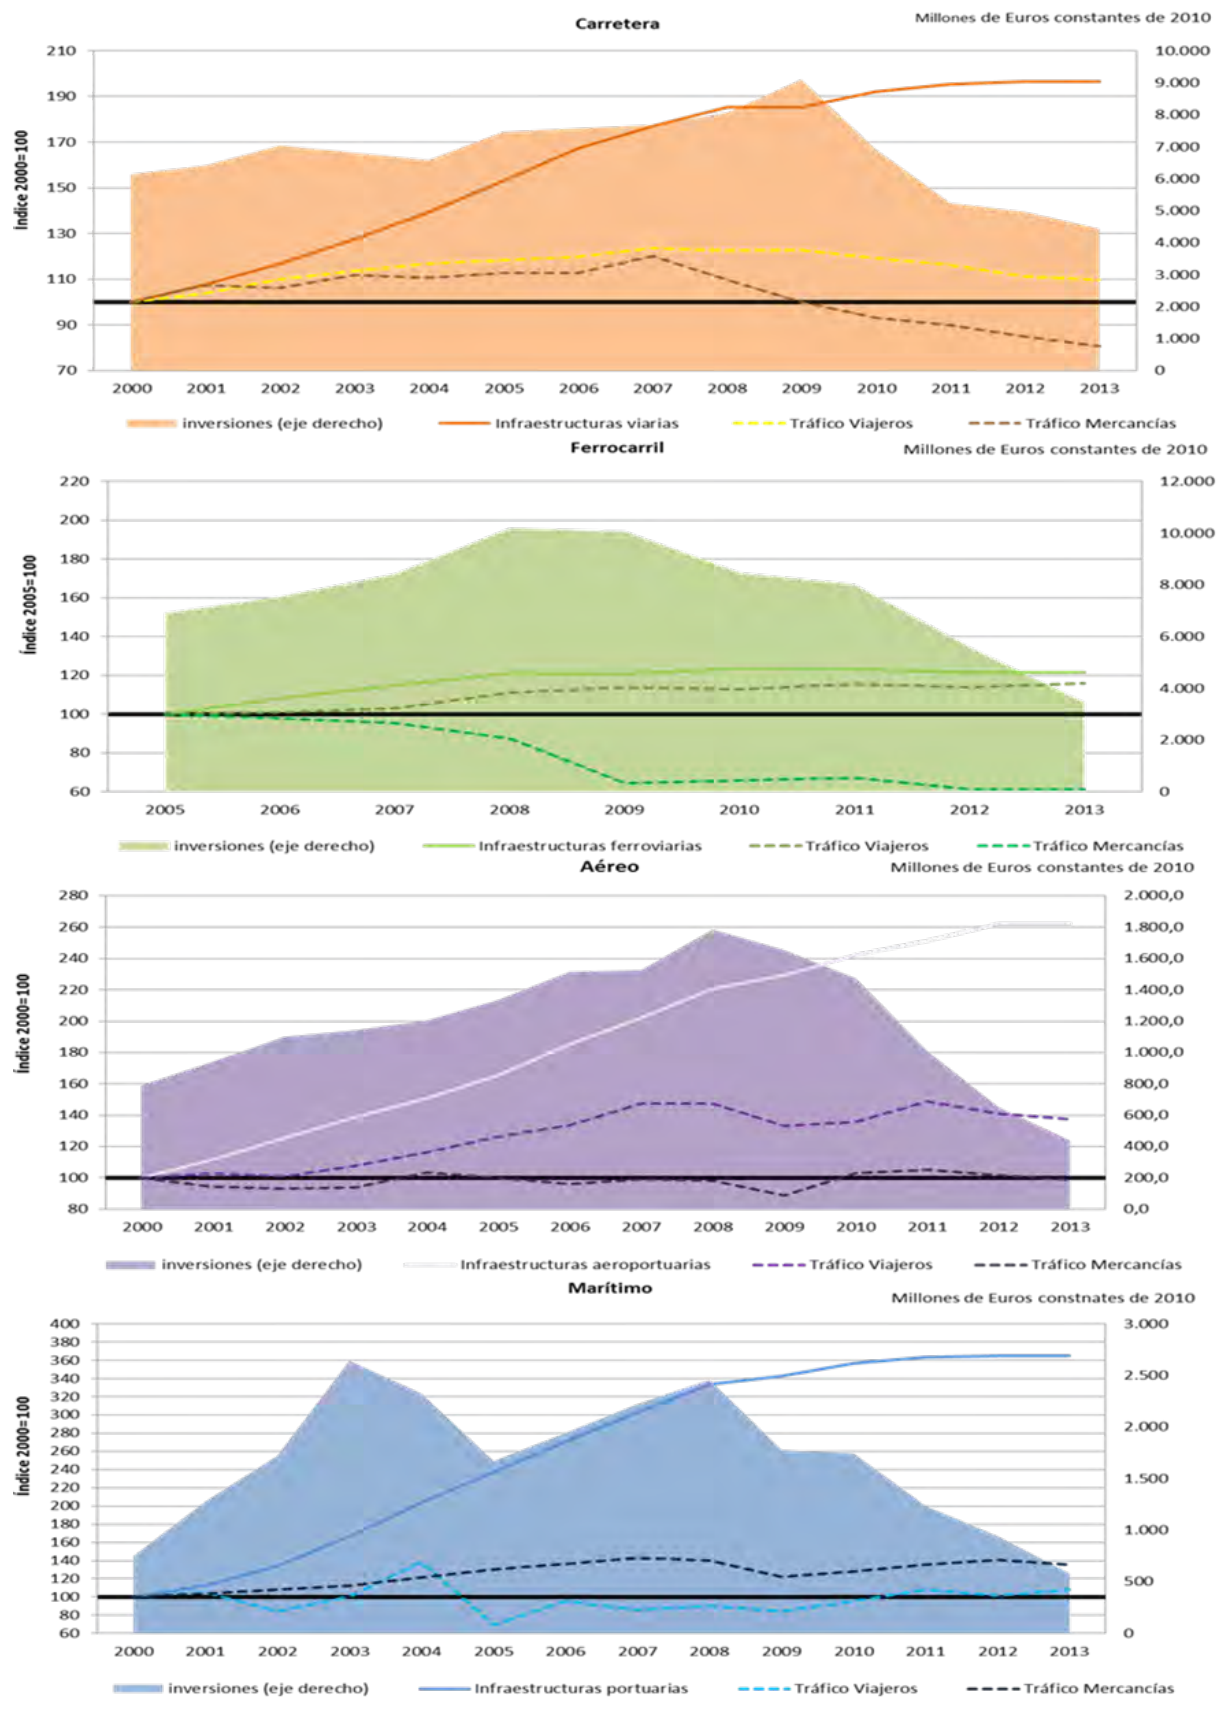 Carretera
Millones de Euros constantes de 2010
210 10.000
190 9.000
170 8.000
150 7.000
130 6.000
110 5.000
90 4.000
70 3.000
2.000
1.000
0
Índice 2000=100
2000 2001 2002 2003 2004 2005 2006 2007 2008 2009 2010 2011 2012 2013
inversiones (eje derecho) Infraestructuras viarias Tráfico Viajeros Tráfico Mercancías
Ferrocarril
Millones de Euros constantes de 2010
220 12.000
200 10.000
180 8.000
160 6.000
140 4.000
120 2.000
100 0
80
60
Índice 2005=100
2005 2006 2007 2008 2009 2010 2011 2012 2013
inversiones (eje derecho) Infraestructuras ferroviarias Tráfico Viajeros Tráfico Mercancías
Aéreo
Millones de Euros constantes de 2010
280 2.000,0
260 1.800,0
240 1.600,0
220 1.400,0
200 1.200,0
180 1.000,0
160 800,0
140 600,0
120 400,0
100 200,0
80 0,0
Índice 2000=100
2000 2001 2002 2003 2004 2005 2006 2007 2008 2009 2010 2011 2012 2013
inversiones (eje derecho) Infraestructuras aeroportuarias Tráfico Viajeros Tráfico Mercancías
Marítimo
Millones de Euros constnates de 2010
400 3.000
380
360
340 2.500
320
300
280 2.000
260
240
220 1.500
200
180
160 1.000
140
120
100 500
80
60 0
Índice 2000=100
2000 2001 2002 2003 2004 2005 2006 2007 2008 2009 2010 2011 2012 2013
inversiones (eje derecho) Infraestructuras portuarias Tráfico Viajeros Tráfico Mercancías